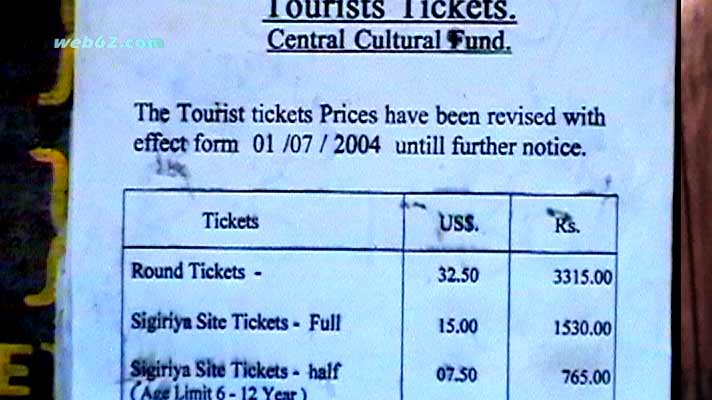 Tourists Tickets.
web62.com
Central Cultural Fund.
The Tourist tickets Prices have been revised with
effect form 01 /07 / 2004 untill further notice.
Tickets US$. Rs.
Round Tickets - 32.50 3315.00
Sigiriya Site Tickets - Full 15.00 1530.00
Sigiriya Site Tickets - half 07.50 765.00
(Age Limit 6 - 12 Year )